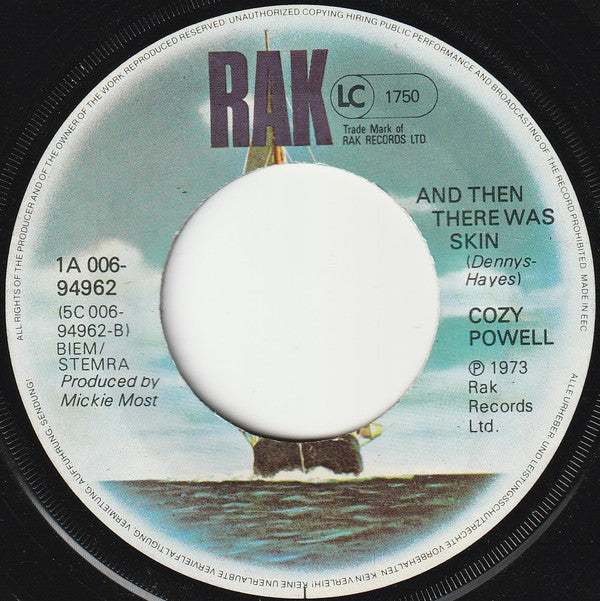 ALL RIGHTS OF THE PRODUCER AND OF THE OWNER OF THE WORK REPRODUCED RESERVED. UNAUTHORIZED COPYING HIRING PUBLIC PERFORMANCE AND BROADCASTING OF THE RECORD PROHIBITED. MADE IN EEC
RAK
LC 1750
Trade Mark of
RAK RECORDS LTD.
AND THEN
THERE WAS
SKIN
(Dennys-
Hayes)
COZY
POWELL
℗ 1973
Rak
Records
Ltd.
1A 006-
94962
(5C 006-
94962-B)
BIEM/
STEMRA
Produced by
Mickie Most
ALLE URHEBER- UND LEISTUNGSSCHUTZRECHTE VORBEHALTEN. KEIN VERLEIH! KEINE UNERLAUBTE VERVIELFALTIGUNG, VERMIETUNG, AUFFUHRUNG, SENDUNG!